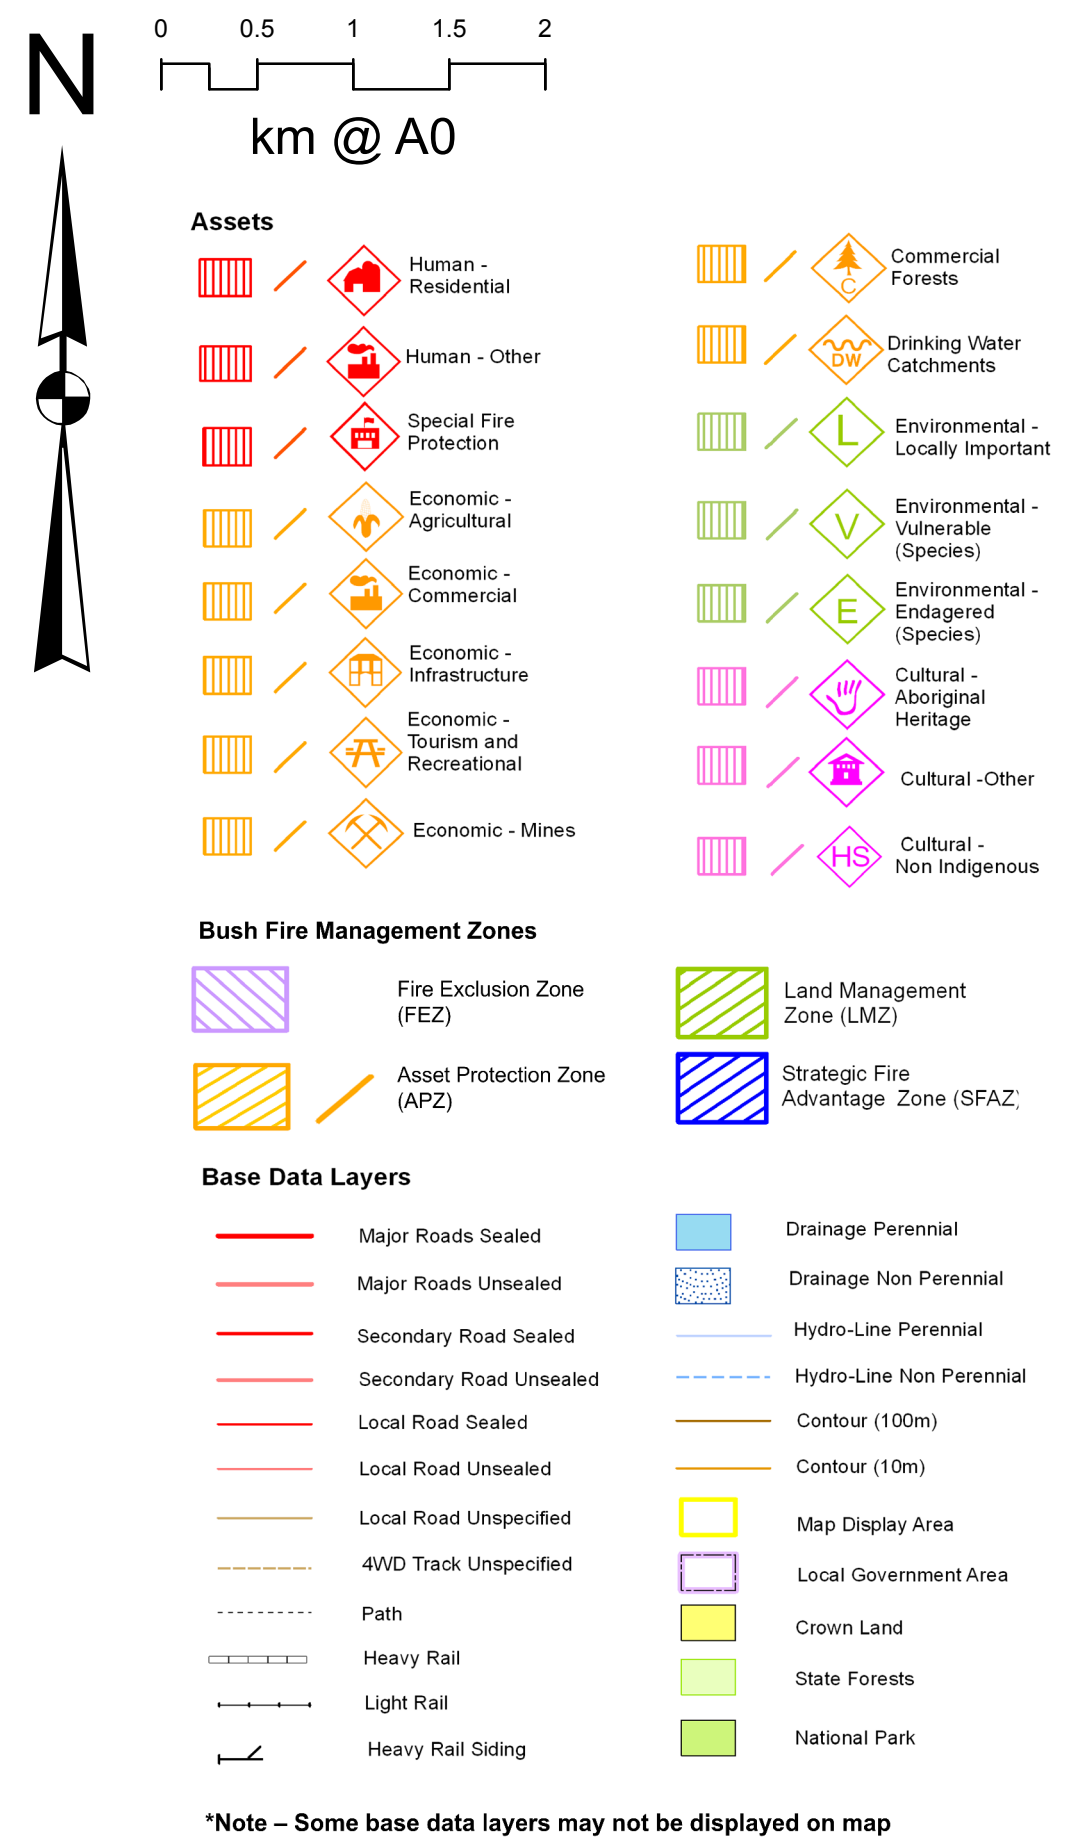 N
0 0.5 1 1.5 2
km @ A0
Assets
Human -
Residential
Human - Other
Special Fire
Protection
Economic -
Agricultural
Economic -
Commercial
Economic -
Infrastructure
Economic -
Tourism and
Recreational
Economic - Mines
C
Commercial
Forests
DW
Drinking Water
Catchments
L
Environmental -
Locally Important
V
Environmental -
Vulnerable
(Species)
E
Environmental -
Endagered
(Species)
Cultural -
Aboriginal
Heritage
Cultural -Other
HS
Cultural -
Non Indigenous
Bush Fire Management Zones
Fire Exclusion Zone
(FEZ)
Asset Protection Zone
(APZ)
Land Management
Zone (LMZ)
Strategic Fire
Advantage Zone (SFAZ)
Base Data Layers
Major Roads Sealed
Major Roads Unsealed
Secondary Road Sealed
Secondary Road Unsealed
Local Road Sealed
Local Road Unsealed
Local Road Unspecified
4WD Track Unspecified
Path
Heavy Rail
Light Rail
Heavy Rail Siding
Drainage Perennial
Drainage Non Perennial
Hydro-Line Perennial
Hydro-Line Non Perennial
Contour (100m)
Contour (10m)
Map Display Area
Local Government Area
Crown Land
State Forests
National Park
*Note – Some base data layers may not be displayed on map